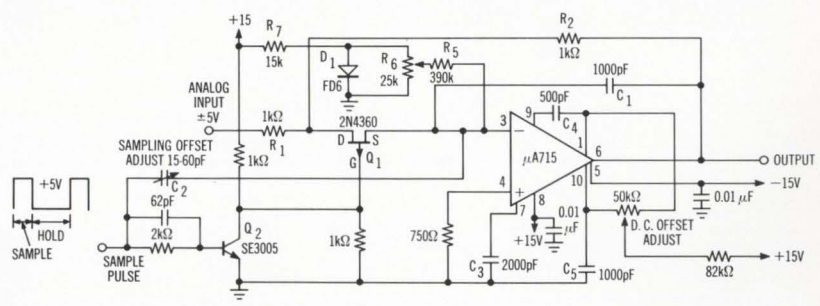 +15
R7
15k
D1
FD6
R6
25k
R5
390k
R2
1kΩ
1000pF
C1
ANALOG
INPUT
±5V
1kΩ
R1
2N4360
D
S
G
Q1
1kΩ
SAMPLING OFFSET
ADJUST 15-60pF
C2
62pF
2kΩ
+5V
HOLD
SAMPLE
SAMPLE
PULSE
Q2
SE3005
1kΩ
750Ω
3
−
4
+
µA715
9
500pF
C4
1
6
5
10
8
7
OUTPUT
−15V
0.01 µF
50kΩ
D.C. OFFSET
ADJUST
+15V
82kΩ
0.01
µF
+15V
C3
2000pF
C5
1000pF